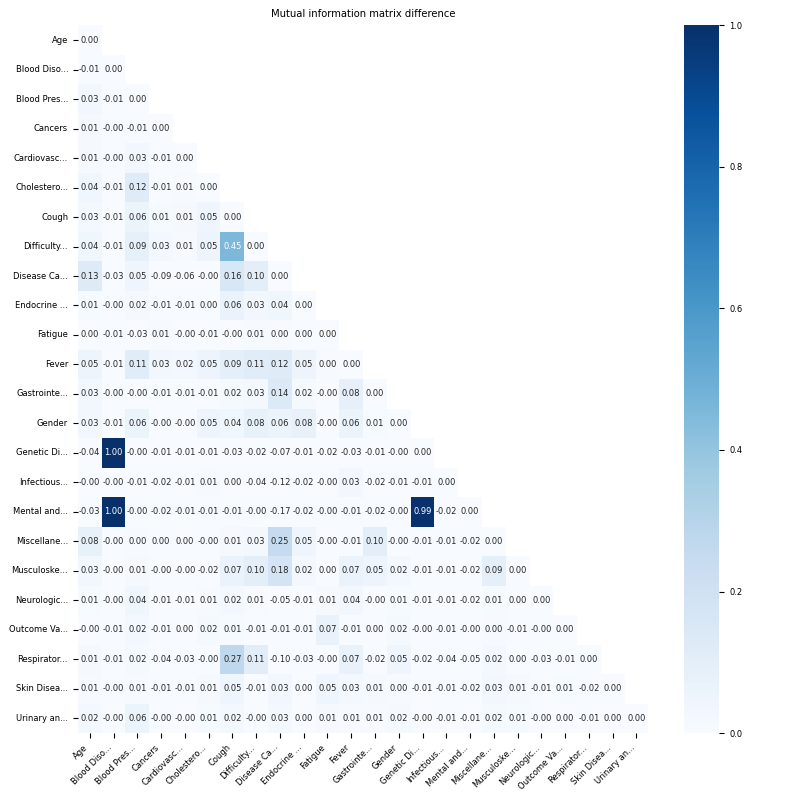 Mutual information matrix difference
Age 0.00
Blood Diso... -0.01 0.00
Blood Pres... 0.03 -0.01 0.00
Cancers 0.01 -0.00 -0.01 0.00
Cardiovasc... 0.01 -0.00 0.03 -0.01 0.00
Cholestero... 0.04 -0.01 0.12 -0.01 0.01 0.00
Cough 0.03 -0.01 0.06 0.01 0.01 0.05 0.00
Difficulty... 0.04 -0.01 0.09 0.03 0.01 0.05 0.45 0.00
Disease Ca... 0.13 -0.03 0.05 -0.09 -0.06 -0.00 0.16 0.10 0.00
Endocrine ... 0.01 -0.00 0.02 -0.01 -0.01 0.00 0.06 0.03 0.04 0.00
Fatigue 0.00 -0.01 -0.03 0.01 -0.00 -0.01 -0.00 0.01 0.00 0.00 0.00
Fever 0.05 -0.01 0.11 0.03 0.02 0.05 0.09 0.11 0.12 0.05 0.00 0.00
Gastrointe... 0.03 -0.00 -0.00 -0.01 -0.01 -0.01 0.02 0.03 0.14 0.02 -0.00 0.08 0.00
Gender 0.03 -0.01 0.06 -0.00 -0.00 0.05 0.04 0.08 0.06 0.08 -0.00 0.06 0.01 0.00
Genetic Di... -0.04 1.00 -0.00 -0.01 -0.01 -0.01 -0.03 -0.02 -0.07 -0.01 -0.02 -0.03 -0.01 -0.00 0.00
Infectious... -0.00 -0.01 -0.01 -0.02 -0.01 0.01 0.00 -0.04 -0.12 -0.02 -0.00 0.03 -0.02 -0.01 -0.01 0.00
Mental and... -0.03 1.00 -0.00 -0.02 -0.01 -0.01 -0.01 -0.00 -0.17 -0.02 -0.00 -0.01 -0.02 -0.00 0.99 -0.02 0.00
Miscellane... 0.08 -0.00 0.00 0.00 0.00 -0.00 0.01 0.03 0.25 0.05 -0.00 -0.01 0.10 -0.00 -0.01 -0.01 -0.02 0.00
Musculoske... 0.03 -0.00 0.01 -0.00 -0.00 -0.02 0.07 0.10 0.18 0.02 0.00 0.07 0.05 0.02 -0.01 -0.01 -0.02 0.09 0.00
Neurologic... 0.01 -0.00 0.04 -0.01 -0.01 0.01 0.02 0.01 -0.05 -0.01 0.01 0.04 -0.00 0.01 -0.01 -0.01 -0.02 0.01 0.00 0.00
Outcome Va... -0.00 -0.01 0.02 -0.01 0.00 0.02 0.01 -0.01 -0.01 -0.01 0.07 -0.01 0.00 0.02 -0.00 -0.01 -0.00 0.00 -0.01 -0.00 0.00
Respirator... 0.01 -0.01 0.02 -0.04 -0.03 -0.00 0.27 0.11 -0.10 -0.03 -0.00 0.07 -0.02 0.05 -0.02 -0.04 -0.05 0.02 0.00 -0.03 -0.01 0.00
Skin Disea... 0.01 -0.00 0.01 -0.01 -0.01 0.01 0.05 -0.01 0.03 0.00 0.05 0.03 0.01 0.00 -0.01 -0.01 -0.02 0.03 0.01 -0.01 0.01 -0.02 0.00
Urinary an... 0.02 -0.00 0.06 -0.00 -0.00 0.01 0.02 -0.00 0.03 0.00 0.01 0.01 0.01 0.02 -0.00 -0.01 -0.01 0.02 0.01 -0.00 0.00 -0.01 0.00 0.00
Age Blood Diso... Blood Pres... Cancers Cardiovasc... Cholestero... Cough Difficulty... Disease Ca... Endocrine ... Fatigue Fever Gastrointe... Gender Genetic Di... Infectious... Mental and... Miscellane... Musculoske... Neurologic... Outcome Va... Respirator... Skin Disea... Urinary an...
1.0
0.8
0.6
0.4
0.2
0.0